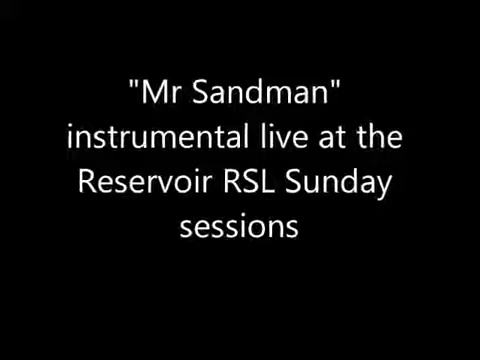 "Mr Sandman"
instrumental live at the
Reservoir RSL Sunday
sessions